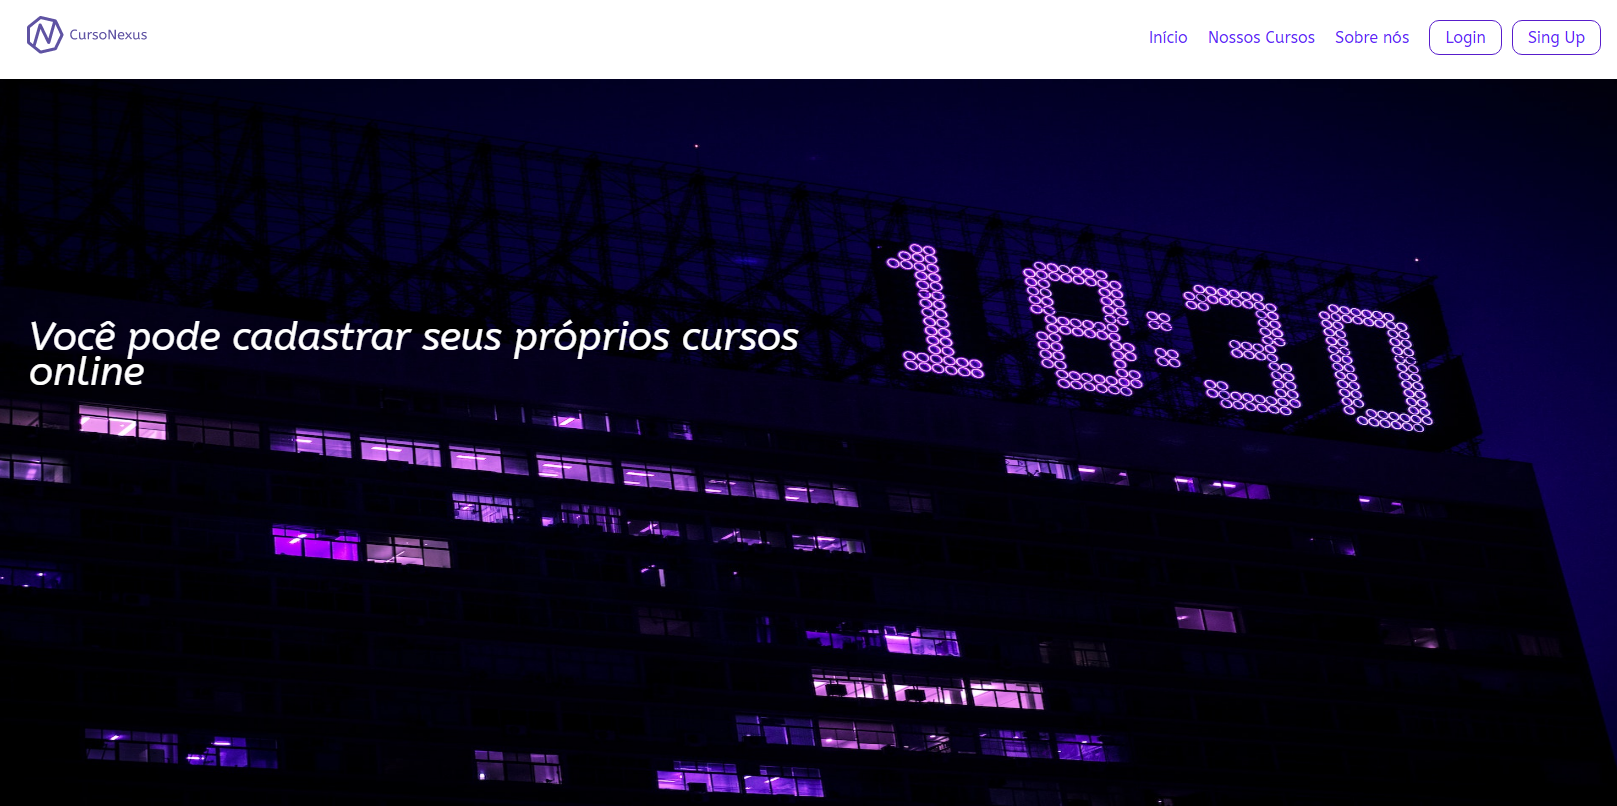 CursoNexus
Início Nossos Cursos Sobre nós Login Sing Up
18:30
Você pode cadastrar seus próprios cursos
online